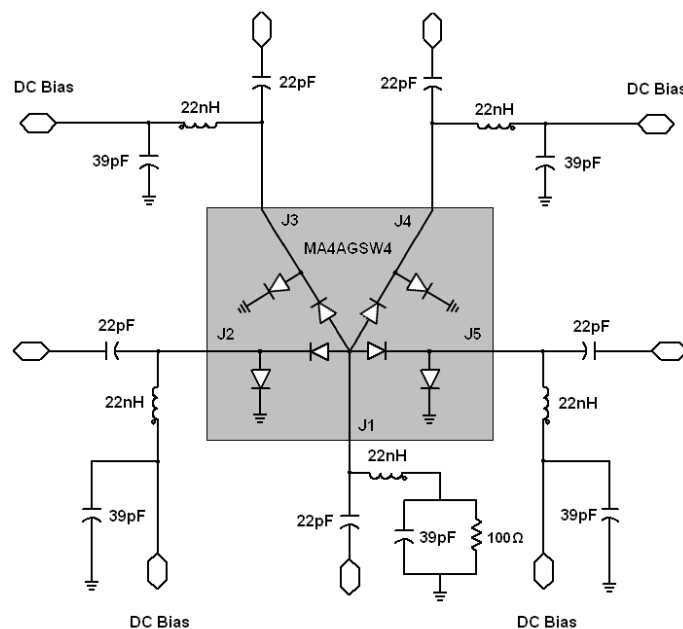 22pF
22pF
DC Bias
DC Bias
22nH
22nH
39pF
39pF
J3
J4
MA4AGSW4
22pF
J2
J5
22pF
22nH
J1
22nH
22nH
39pF
22pF
39pF
100Ω
39pF
DC Bias
DC Bias